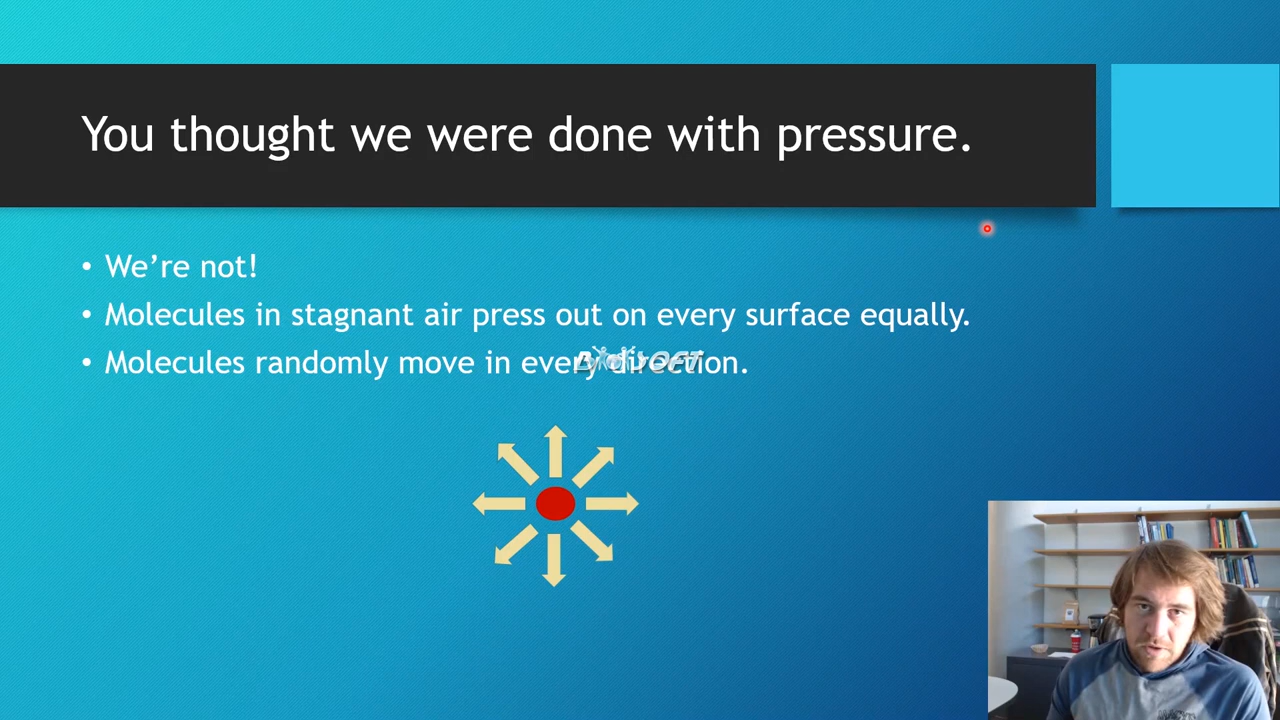 You thought we were done with pressure.
• We’re not!
• Molecules in stagnant air press out on every surface equally.
• Molecules randomly move in every direction.